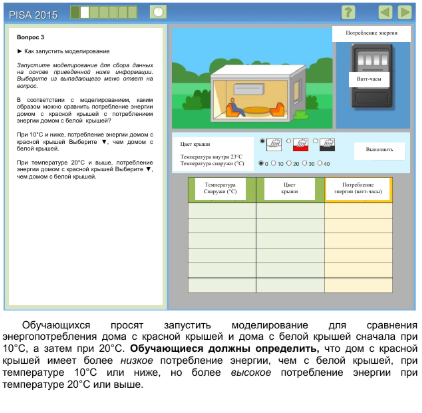 PISA 2015
?
Вопрос 3
► Как запустить моделирование
Запустите моделирование для сбора данных
на основе приведенной ниже информации.
Выберите из выпадающего меню ответ на
вопрос.
В соответствии с моделированием, каким
образом можно сравнить потребление энергии
домом с красной крышей с потреблением
энергии домом с белой крышей?
При 10°С и ниже, потребление энергии домом с
красной крышей Выберите ▼, чем домом с
белой крышей.
При температуре 20°С и выше, потребление
энергии домом с красной крышей Выберите ▼,
чем домом с белой крышей.
Потребление энергии
Ватт-часы
Цвет крыши
Температура внутри 23°С
Температура снаружи (°С)
0 10 20 30 40
Выполнить
Температура
Снаружи (°С)
Цвет
крыши
Потребление
энергии (ватт-часы)
Обучающихся просят запустить моделирование для сравнения
энергопотребления дома с красной крышей и дома с белой крышей сначала при
10°С, а затем при 20°С. Обучающиеся должны определить, что дом с красной
крышей имеет более низкое потребление энергии, чем с белой крышей, при
температуре 10°С или ниже, но более высокое потребление энергии при
температуре 20°С или выше.